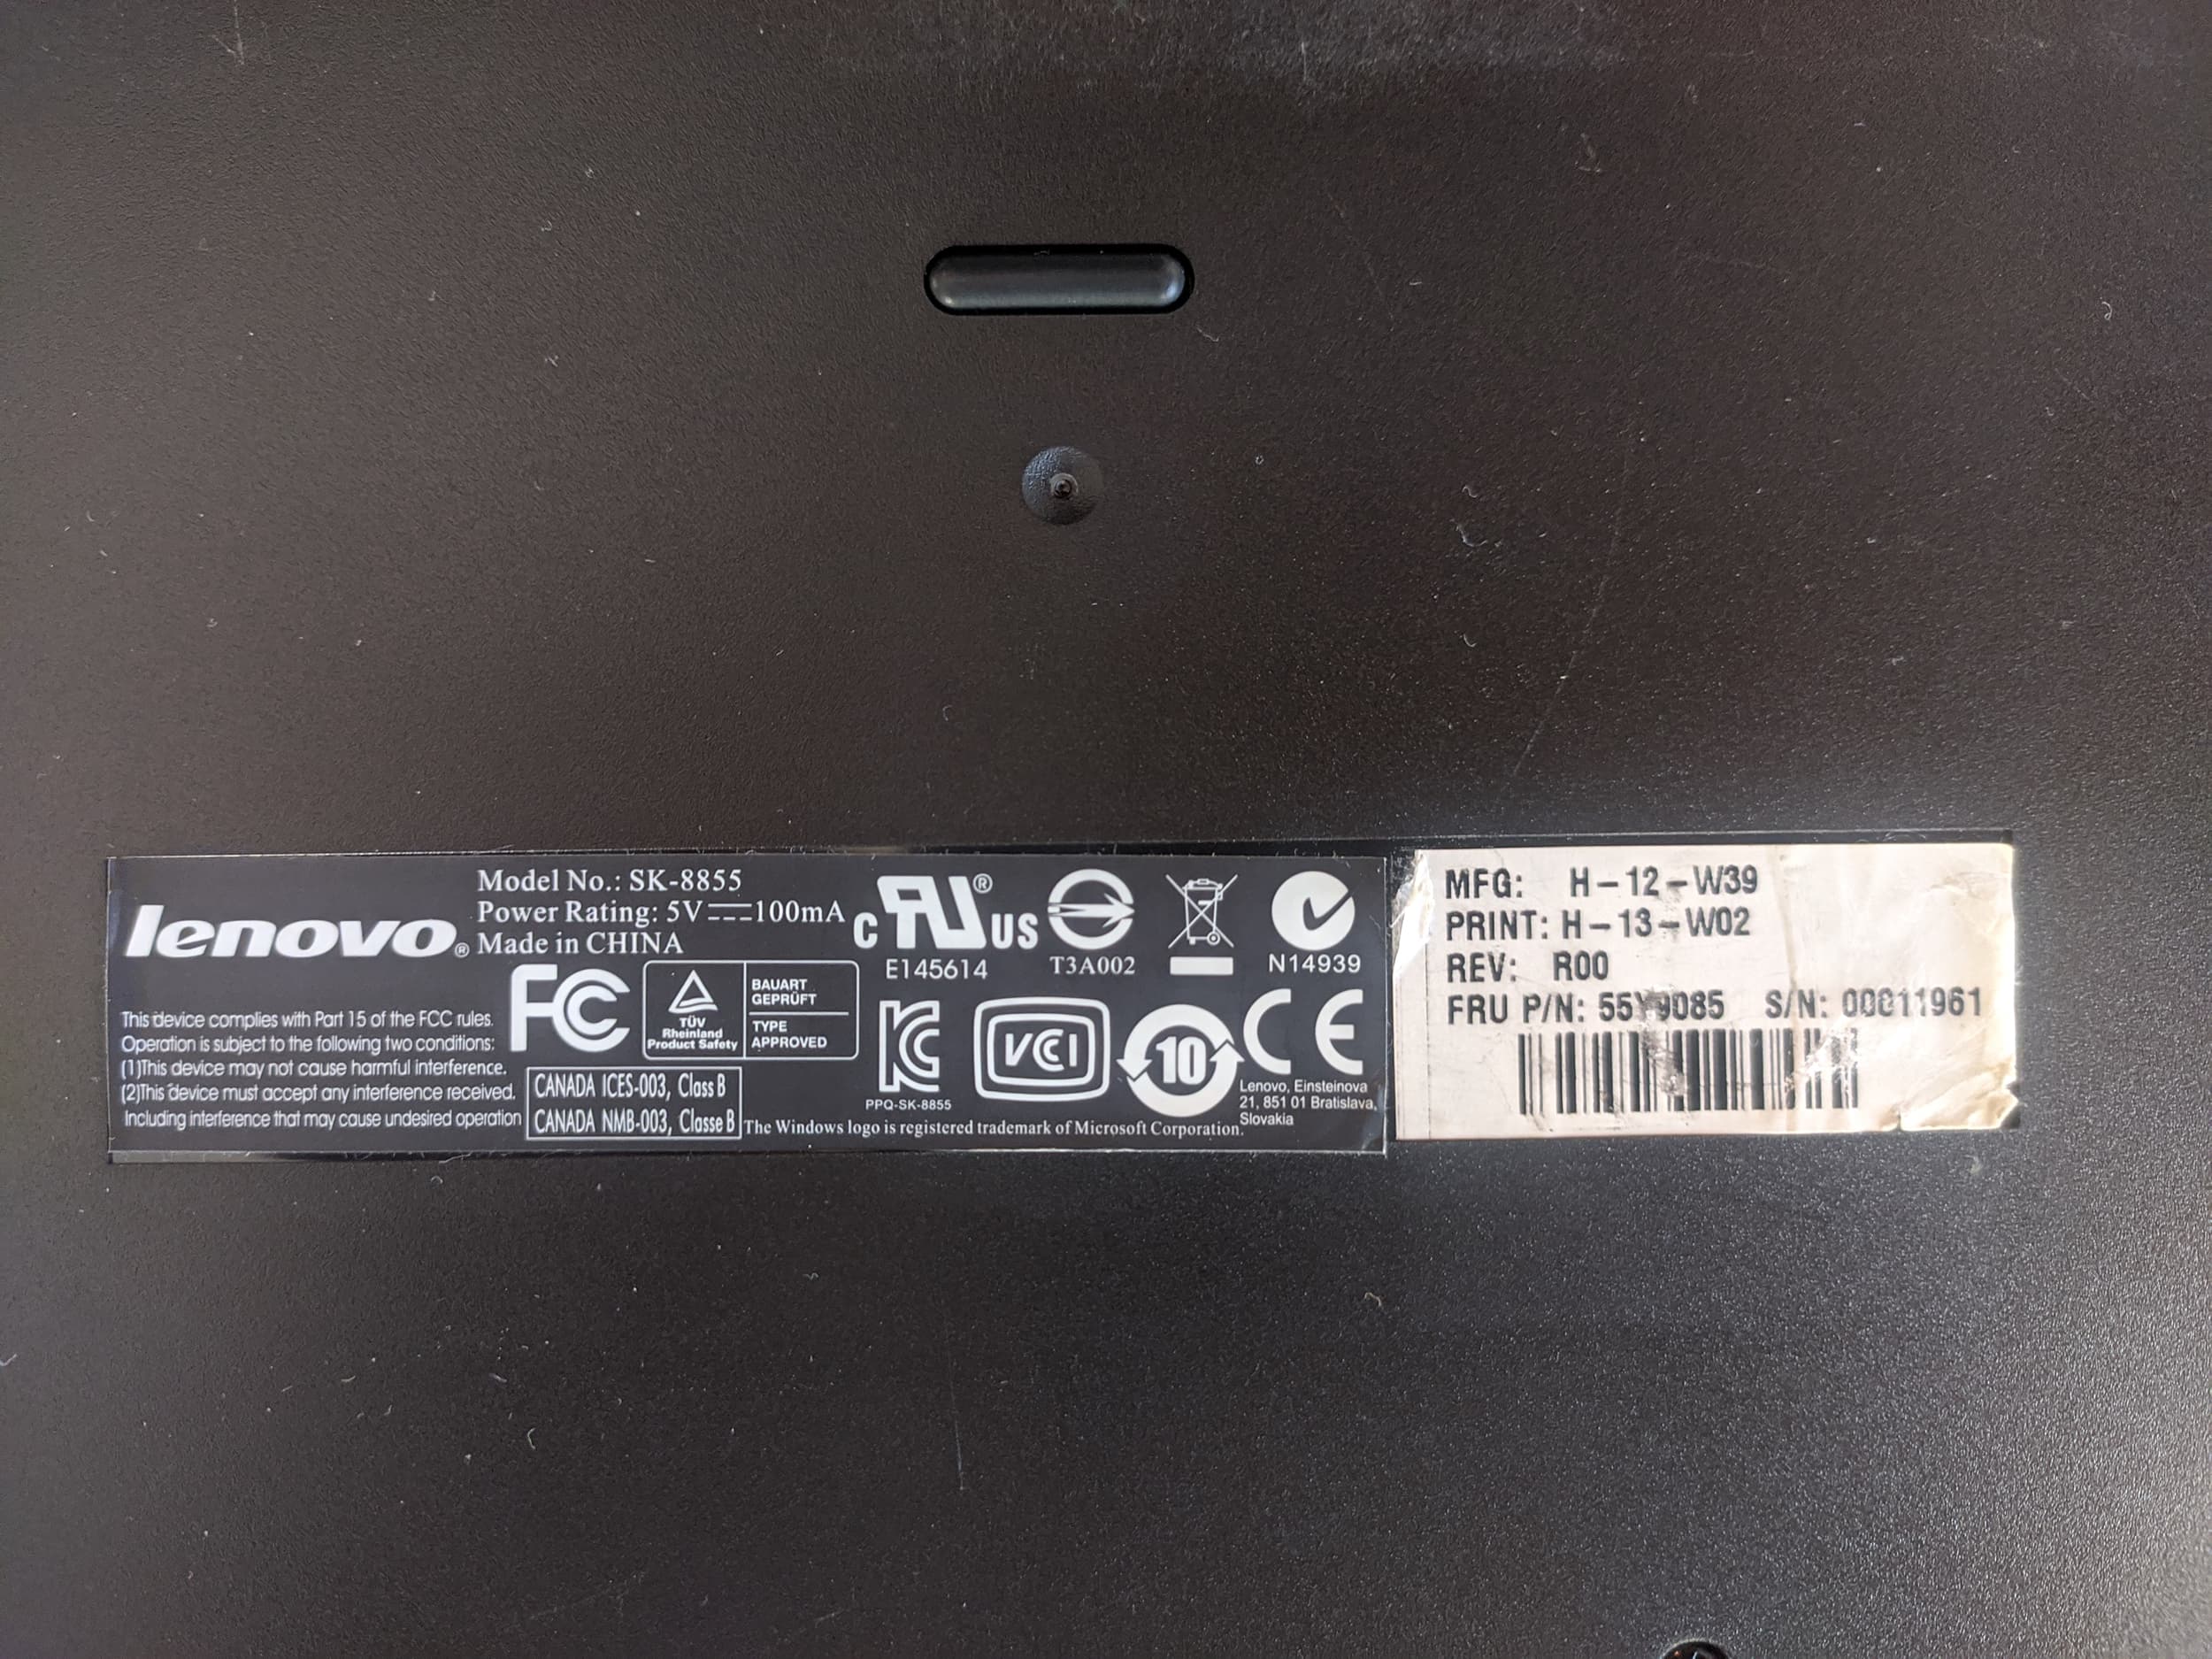 lenovo®
Model No.: SK-8855
Power Rating: 5V⎓100mA
Made in CHINA
This device complies with Part 15 of the FCC rules.
Operation is subject to the following two conditions:
(1)This device may not cause harmful interference.
(2)This device must accept any interference received.
Including interference that may cause undesired operation
FC
TÜV
Rheinland
Product Safety
BAUART
GEPRÜFT
TYPE
APPROVED
CANADA ICES-003, Class B
CANADA NMB-003, Classe B
c RU® US
E145614
T3A002
N14939
KC
PPQ-SK-8855
VCI
10
CE
Lenovo, Einsteinova
21, 851 01 Bratislava,
Slovakia
The Windows logo is registered trademark of Microsoft Corporation.
MFG: H-12-W39
PRINT: H-13-W02
REV: R00
FRU P/N: 55Y9085 S/N: